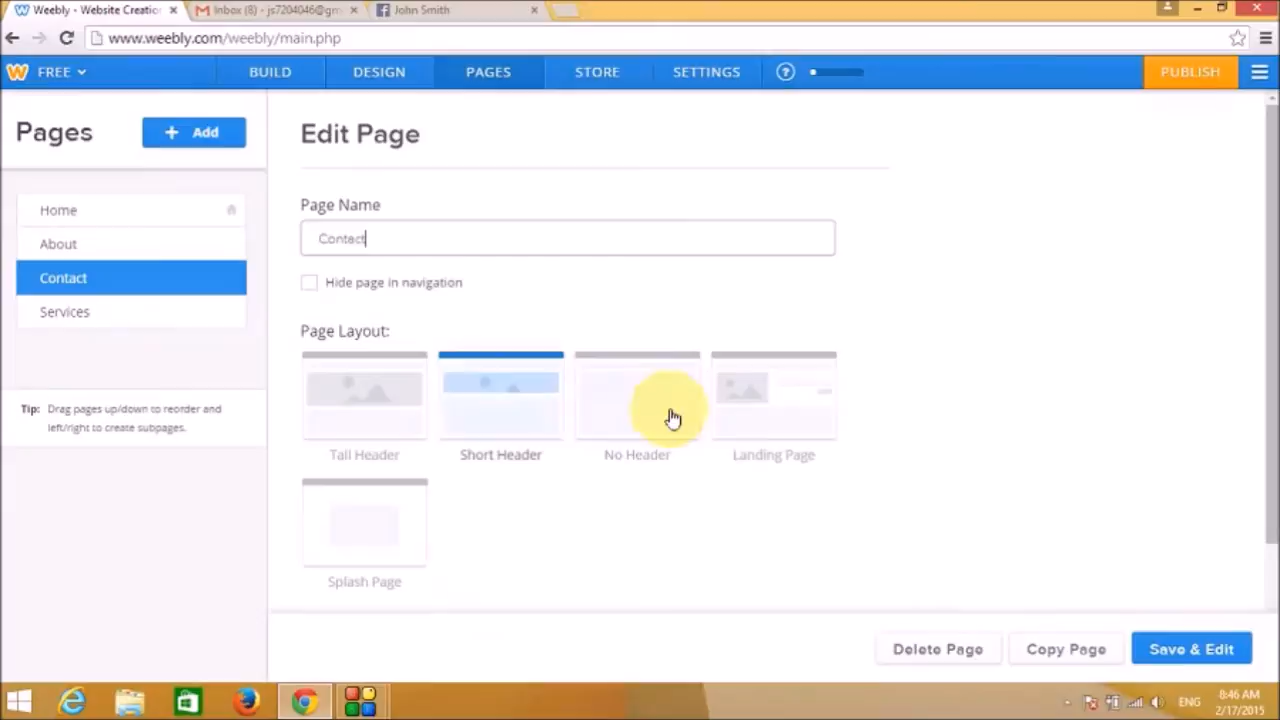 Weebly - Website Creatio
Inbox (8) - js7204046@gm
John Smith
www.weebly.com/weebly/main.php
FREE
BUILD
DESIGN
PAGES
STORE
SETTINGS
?
PUBLISH
Pages
+ Add
Home
About
Contact
Services
Tip: Drag pages up/down to reorder and
left/right to create subpages.
Edit Page
Page Name
Contact
Hide page in navigation
Page Layout:
Tall Header
Short Header
No Header
Landing Page
Splash Page
Delete Page
Copy Page
Save & Edit
ENG
8:46 AM
2/17/2015